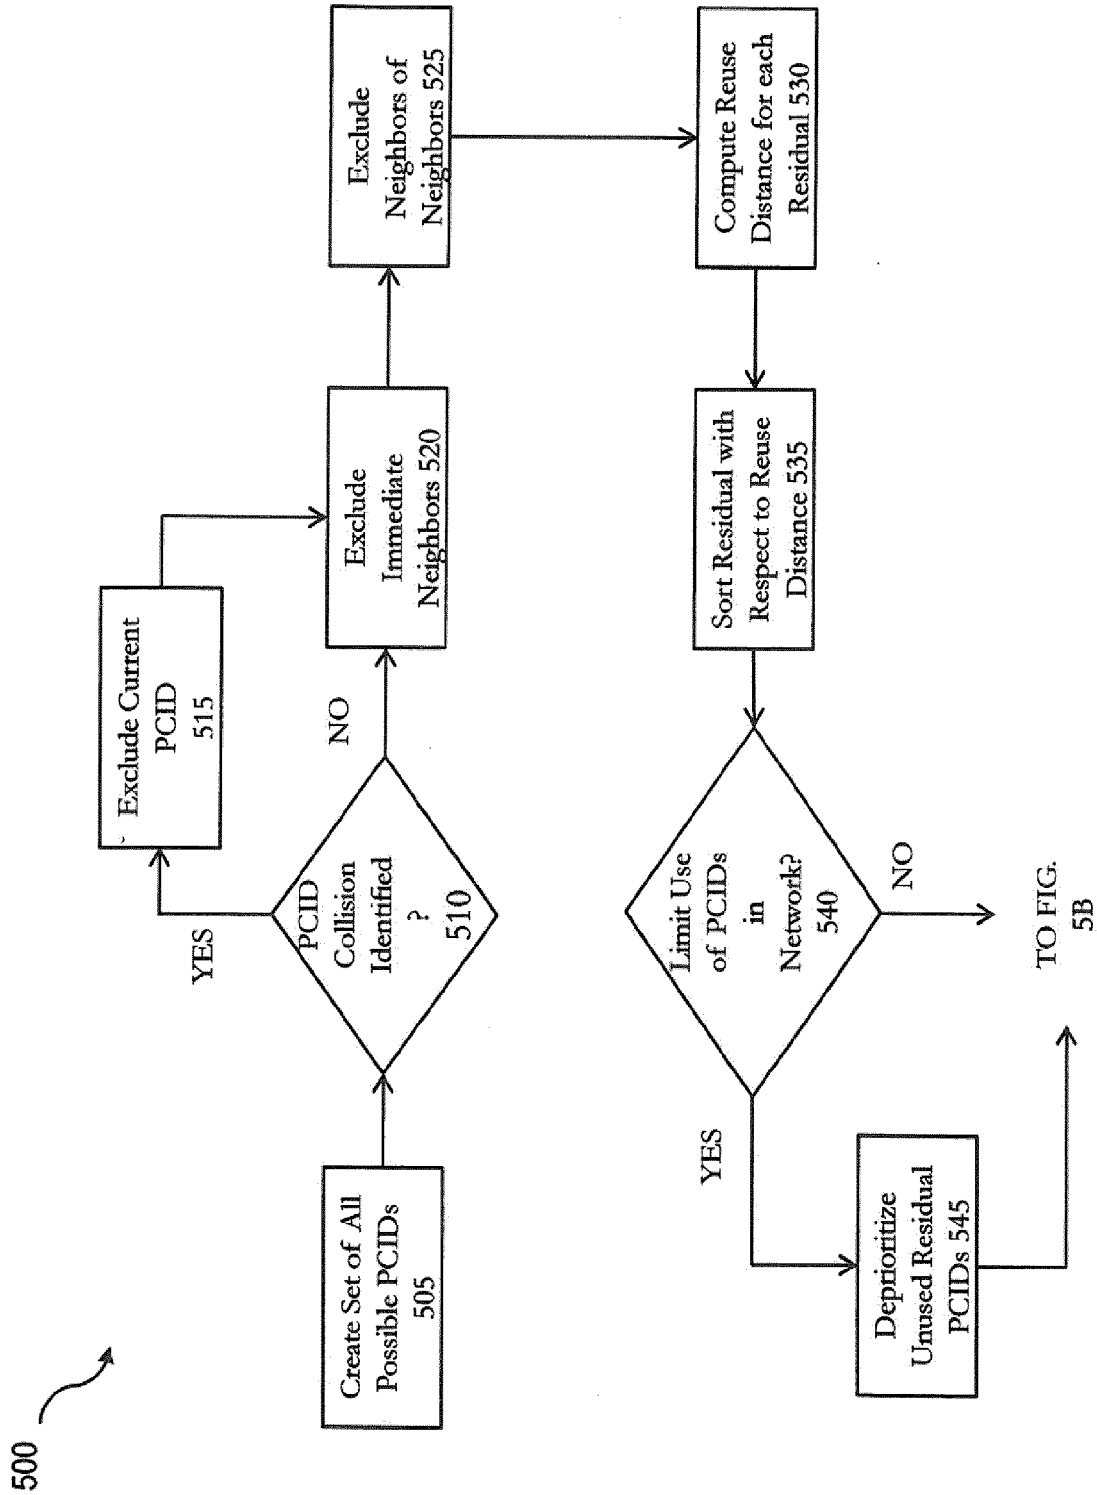 500
Create Set of All
Possible PCIDs
505
PCID
Collision
Identified
?
510
YES
NO
Exclude Current
PCID
515
Exclude
Immediate
Neighbors 520
Exclude
Neighbors of
Neighbors 525
Compute Reuse
Distance for each
Residual 530
Sort Residual with
Respect to Reuse
Distance 535
Limit Use
of PCIDs
in
Network?
540
YES
NO
Deprioritize
Unused Residual
PCIDs 545
TO FIG.
5B